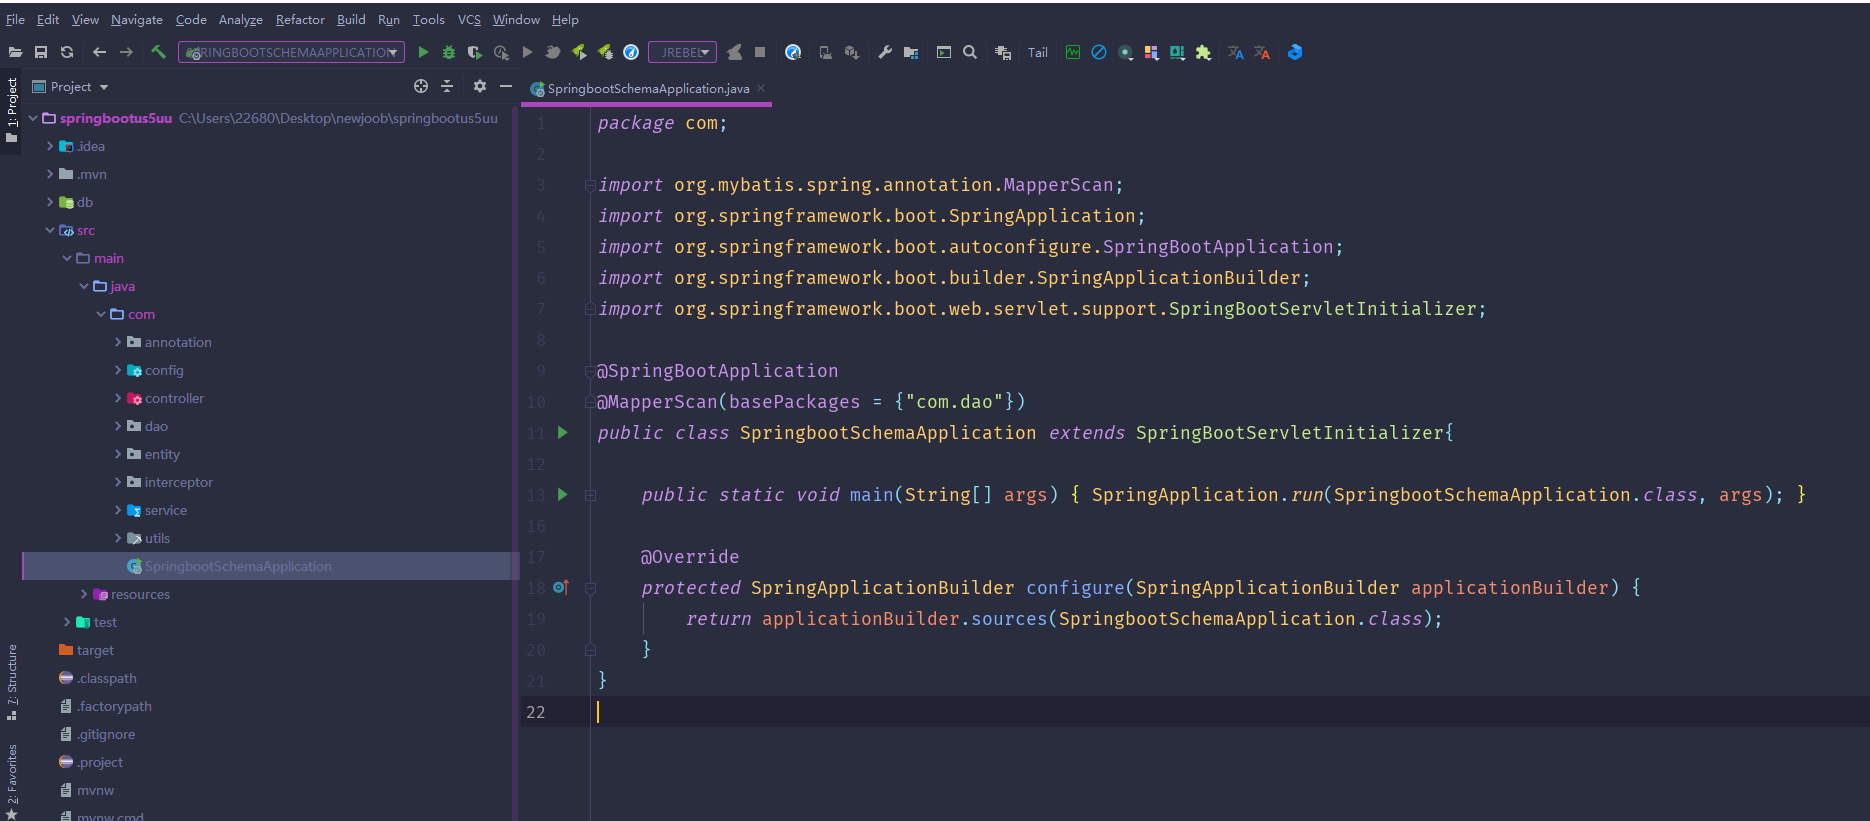 File Edit View Navigate Code Analyze Refactor Build Run Tools VCS Window Help
SPRINGBOOTSCHEMAAPPLICATION JREBEL Tail
1: Project
Project
SpringbootSchemaApplication.java
springbootus5uu C:\Users\22680\Desktop\newjoob\springbootus5uu
.idea
.mvn
db
src
main
java
com
annotation
config
controller
dao
entity
interceptor
service
utils
SpringbootSchemaApplication
resources
test
target
.classpath
.factorypath
.gitignore
.project
mvnw
mvnw.cmd
7: Structure
2: Favorites
1 package com;
2
3 import org.mybatis.spring.annotation.MapperScan;
4 import org.springframework.boot.SpringApplication;
5 import org.springframework.boot.autoconfigure.SpringBootApplication;
6 import org.springframework.boot.builder.SpringApplicationBuilder;
7 import org.springframework.boot.web.servlet.support.SpringBootServletInitializer;
8
9 @SpringBootApplication
10 @MapperScan(basePackages = {"com.dao"})
11 public class SpringbootSchemaApplication extends SpringBootServletInitializer{
12
13 public static void main(String[] args) { SpringApplication.run(SpringbootSchemaApplication.class, args); }
16
17 @Override
18 protected SpringApplicationBuilder configure(SpringApplicationBuilder applicationBuilder) {
19 return applicationBuilder.sources(SpringbootSchemaApplication.class);
20 }
21 }
22